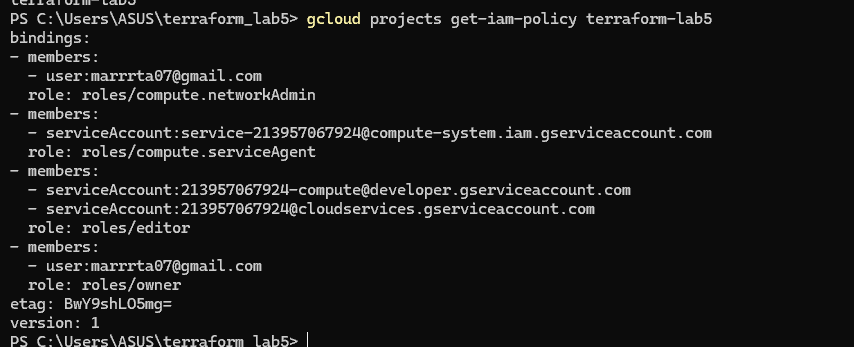 terraform-lab5
PS C:\Users\ASUS\terraform_lab5> gcloud projects get-iam-policy terraform-lab5
bindings:
- members:
  - user:marrrta07@gmail.com
  role: roles/compute.networkAdmin
- members:
  - serviceAccount:service-213957067924@compute-system.iam.gserviceaccount.com
  role: roles/compute.serviceAgent
- members:
  - serviceAccount:213957067924-compute@developer.gserviceaccount.com
  - serviceAccount:213957067924@cloudservices.gserviceaccount.com
  role: roles/editor
- members:
  - user:marrrta07@gmail.com
  role: roles/owner
etag: BwY9shLO5mg=
version: 1
PS C:\Users\ASUS\terraform_lab5>